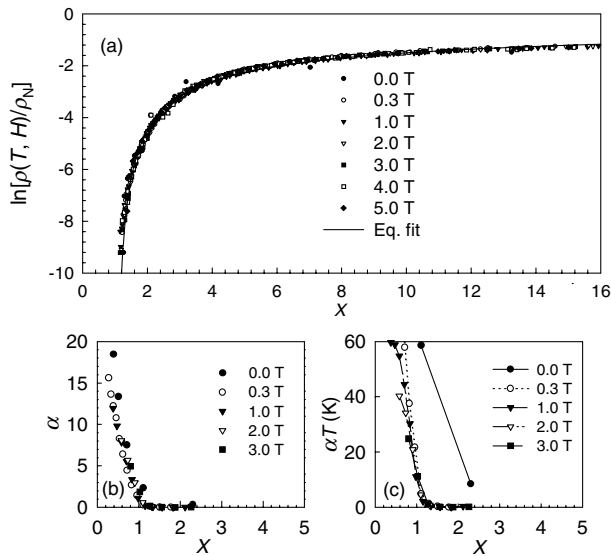 (a)
ln[ρ(T, H)/ρN]
0
-2
-4
-6
-8
-10
0.0 T
0.3 T
1.0 T
2.0 T
3.0 T
4.0 T
5.0 T
Eq. fit
0 2 4 6 8 10 12 14 16
X
α
20
15
10
5
0
0.0 T
0.3 T
1.0 T
2.0 T
3.0 T
(b)
0 1 2 3 4 5
X
αT (K)
60
40
20
0
0.0 T
0.3 T
1.0 T
2.0 T
3.0 T
(c)
0 1 2 3 4 5
X